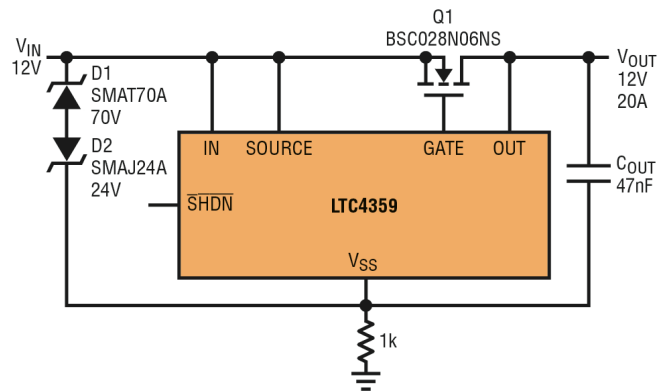 Q1
BSC028N06NS
VIN
12V
D1
SMAT70A
70V
D2
SMAJ24A
24V
VOUT
12V
20A
COUT
47nF
IN SOURCE GATE OUT
SHDN
LTC4359
VSS
1k